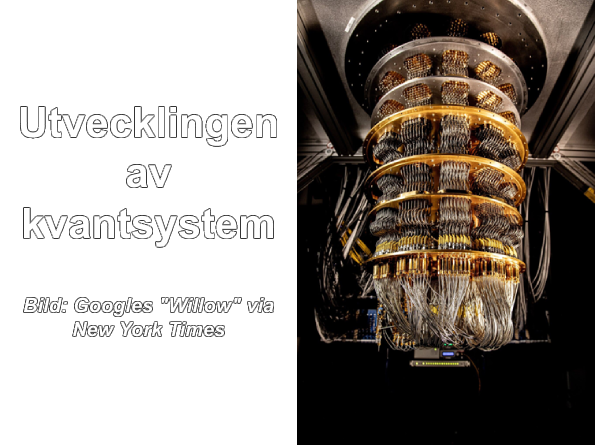 Utvecklingen
av
kvantsystem
Bild: Googles "Willow" via
New York Times